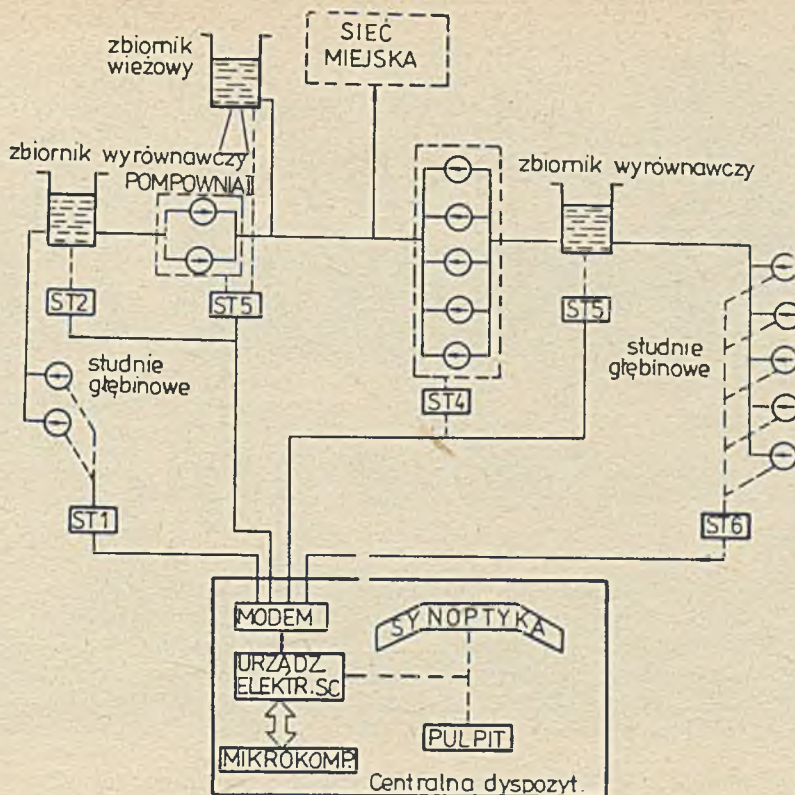 zbiornik
wieżowy
SIEĆ
MIEJSKA
zbiornik wyrównawczy
POMPOWNIA II
zbiornik wyrównawczy
ST2
ST5
ST5
studnie
głębinowe
studnie
głębinowe
ST4
ST1
ST6
MODEM
SYNOPTYKA
URZĄDZ.
ELEKTR.SC
PULPIT
MIKROKOMP.
Centralna dyspozyt.